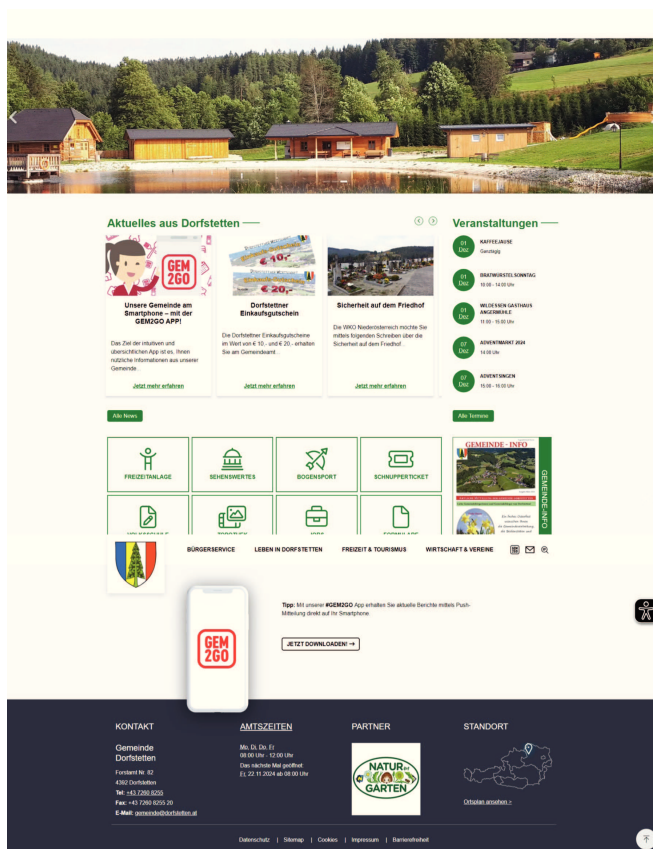 Aktuelles aus Dorfstetten
GEM
2GO
Unsere Gemeinde am
Smartphone – mit der
GEM2GO APP!
Das Ziel der intuitiven und
übersichtlichen App ist es, Ihnen
nützliche Informationen aus unserer
Gemeinde...
Jetzt mehr erfahren
€ 10,-
€ 20,-
Dorfstettner
Einkaufsgutschein
Die Dorfstettner Einkaufsgutscheine
im Wert von € 10,- und € 20,- erhalten
Sie am Gemeindeamt...
Jetzt mehr erfahren
Sicherheit auf dem Friedhof
Die WKO Niederösterreich möchte Sie
mittels folgenden Schreiben über die
Sicherheit auf dem Friedhof...
Jetzt mehr erfahren
Alle News
Veranstaltungen
01
Dez
KAFFEEJAUSE
Ganztägig
01
Dez
BRATWÜRSTEL SONNTAG
10:00 - 14:00 Uhr
01
Dez
WILDESSEN GASTHAUS
ANGERMÜHLE
11:00 - 15:00 Uhr
07
Dez
ADVENTMARKT 2024
14:00 Uhr
07
Dez
ADVENTSINGEN
15:00 - 16:00 Uhr
Alle Termine
FREIZEITANLAGE
SEHENSWERTES
BOGENSPORT
SCHNUPPERTICKET
GEMEINDE - INFO
GEMEINDE-INFO
BÜRGERSERVICE
LEBEN IN DORFSTETTEN
FREIZEIT & TOURISMUS
WIRTSCHAFT & VEREINE
GEM
2GO
Tipp: Mit unserer #GEM2GO App erhalten Sie aktuelle Berichte mittels Push-
Mitteilung direkt auf Ihr Smartphone.
JETZT DOWNLOADEN! →
KONTAKT
Gemeinde
Dorfstetten
Forstamt Nr. 82
4392 Dorfstetten
Tel: +43 7260 8255
Fax: +43 7260 8255 20
E-Mail: gemeinde@dorfstetten.at
AMTSZEITEN
Mo, Di, Do, Fr
08:00 Uhr - 12:00 Uhr
Das nächste Mal geöffnet:
Fr, 22.11.2024 ab 08:00 Uhr
PARTNER
NATUR im
GARTEN
STANDORT
Ortsplan ansehen >
Datenschutz | Sitemap | Cookies | Impressum | Barrierefreiheit